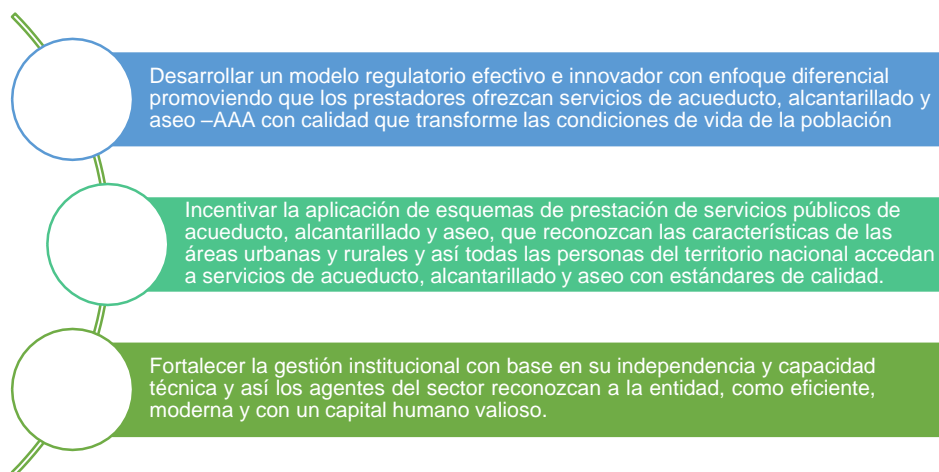 Desarrollar un modelo regulatorio efectivo e innovador con enfoque diferencial
promoviendo que los prestadores ofrezcan servicios de acueducto, alcantarillado y
aseo –AAA con calidad que transforme las condiciones de vida de la población
Incentivar la aplicación de esquemas de prestación de servicios públicos de
acueducto, alcantarillado y aseo, que reconozcan las características de las
áreas urbanas y rurales y así todas las personas del territorio nacional accedan
a servicios de acueducto, alcantarillado y aseo con estándares de calidad.
Fortalecer la gestión institucional con base en su independencia y capacidad
técnica y así los agentes del sector reconozcan a la entidad, como eficiente,
moderna y con un capital humano valioso.